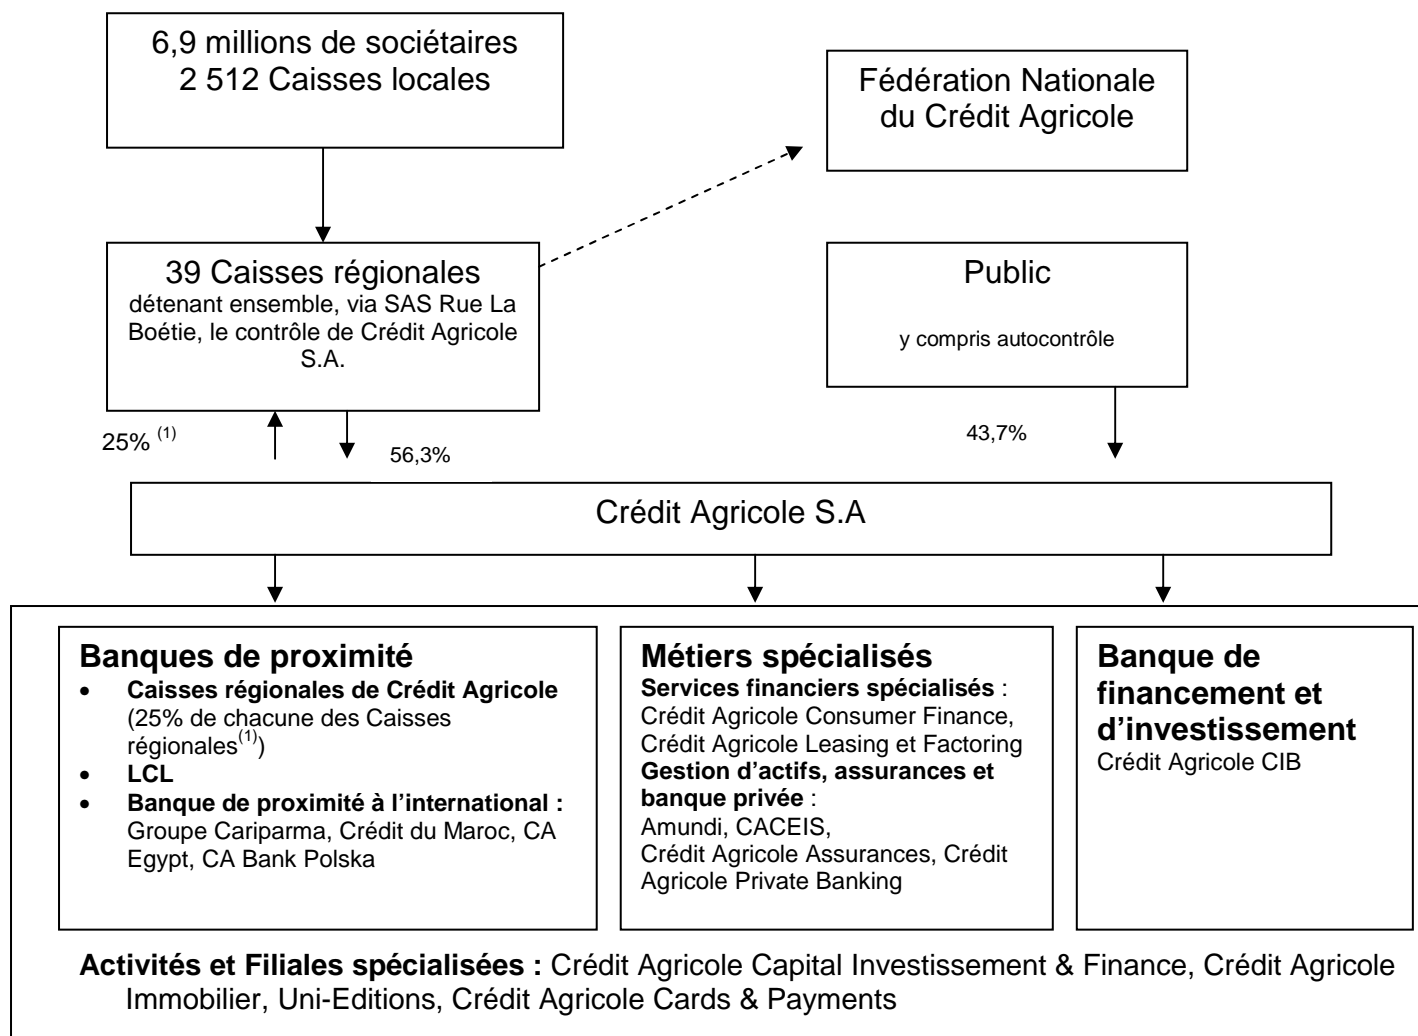 6,9 millions de sociétaires
2 512 Caisses locales
Fédération Nationale
du Crédit Agricole
39 Caisses régionales
détenant ensemble, via SAS Rue La
Boétie, le contrôle de Crédit Agricole
S.A.
Public
y compris autocontrôle
25% (1)
56,3%
43,7%
Crédit Agricole S.A
Banques de proximité
• Caisses régionales de Crédit Agricole
(25% de chacune des Caisses
régionales(1))
• LCL
• Banque de proximité à l’international :
Groupe Cariparma, Crédit du Maroc, CA
Egypt, CA Bank Polska
Métiers spécialisés
Services financiers spécialisés :
Crédit Agricole Consumer Finance,
Crédit Agricole Leasing et Factoring
Gestion d’actifs, assurances et
banque privée :
Amundi, CACEIS,
Crédit Agricole Assurances, Crédit
Agricole Private Banking
Banque de
financement et
d’investissement
Crédit Agricole CIB
Activités et Filiales spécialisées : Crédit Agricole Capital Investissement & Finance, Crédit Agricole
Immobilier, Uni-Editions, Crédit Agricole Cards & Payments